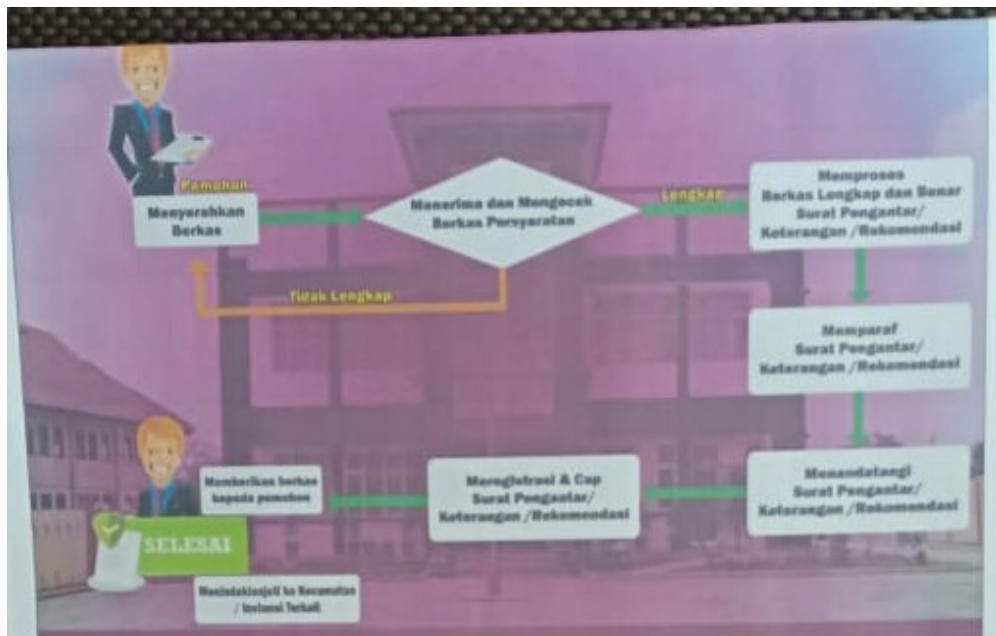 Pemohon
Menyerahkan
Berkas
Menerima dan Mengecek
Berkas Persyaratan
Lengkap
Memproses
Berkas Lengkap dan Benar
Surat Pengantar/
Keterangan /Rekomendasi
Tidak Lengkap
Memparaf
Surat Pengantar/
Keterangan /Rekomendasi
Menandatangi
Surat Pengantar/
Keterangan /Rekomendasi
Meregistrasi & Cap
Surat Pengantar/
Keterangan /Rekomendasi
Memberikan berkas
kepada pemohon
SELESAI
Menindaklanjuti ke Kecamatan
/ Instansi Terkait